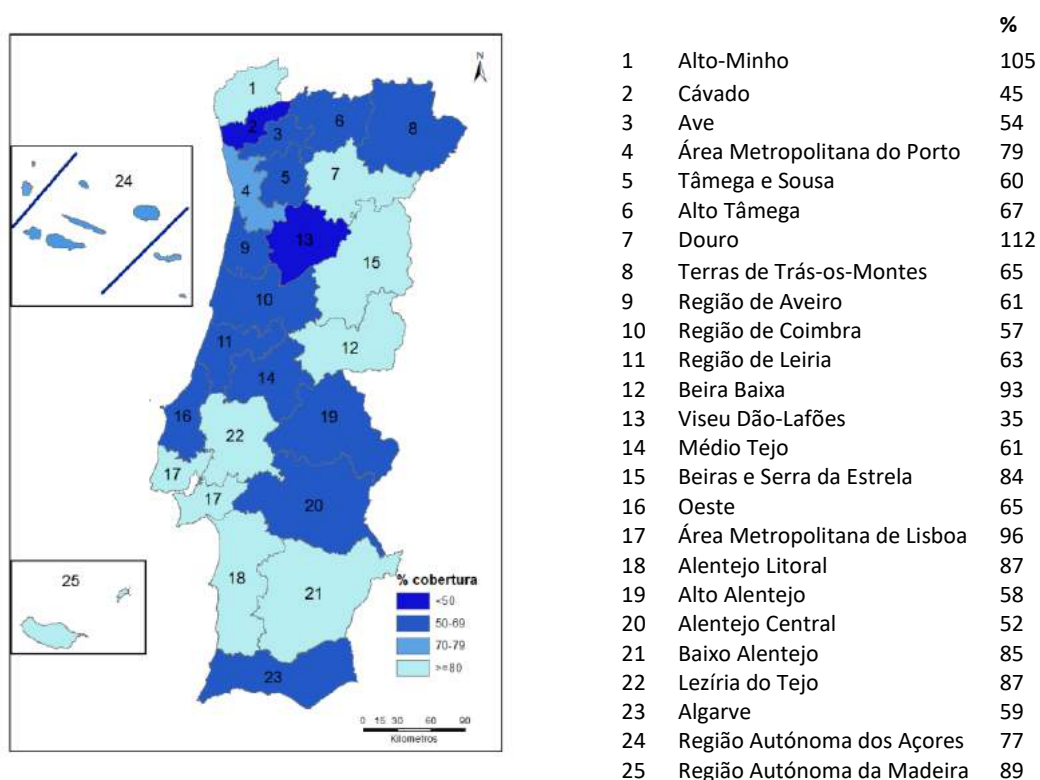 N
1
2
3
6
8
24
5
7
4
13
9
15
10
11
12
14
19
16
22
17
17
20
25
18
21
23
% cobertura
<50
50-69
70-79
>=80
0 15 30 60 90
Kilometros
%
1 Alto-Minho 105
2 Cávado 45
3 Ave 54
4 Área Metropolitana do Porto 79
5 Tâmega e Sousa 60
6 Alto Tâmega 67
7 Douro 112
8 Terras de Trás-os-Montes 65
9 Região de Aveiro 61
10 Região de Coimbra 57
11 Região de Leiria 63
12 Beira Baixa 93
13 Viseu Dão-Lafões 35
14 Médio Tejo 61
15 Beiras e Serra da Estrela 84
16 Oeste 65
17 Área Metropolitana de Lisboa 96
18 Alentejo Litoral 87
19 Alto Alentejo 58
20 Alentejo Central 52
21 Baixo Alentejo 85
22 Lezíria do Tejo 87
23 Algarve 59
24 Região Autónoma dos Açores 77
25 Região Autónoma da Madeira 89